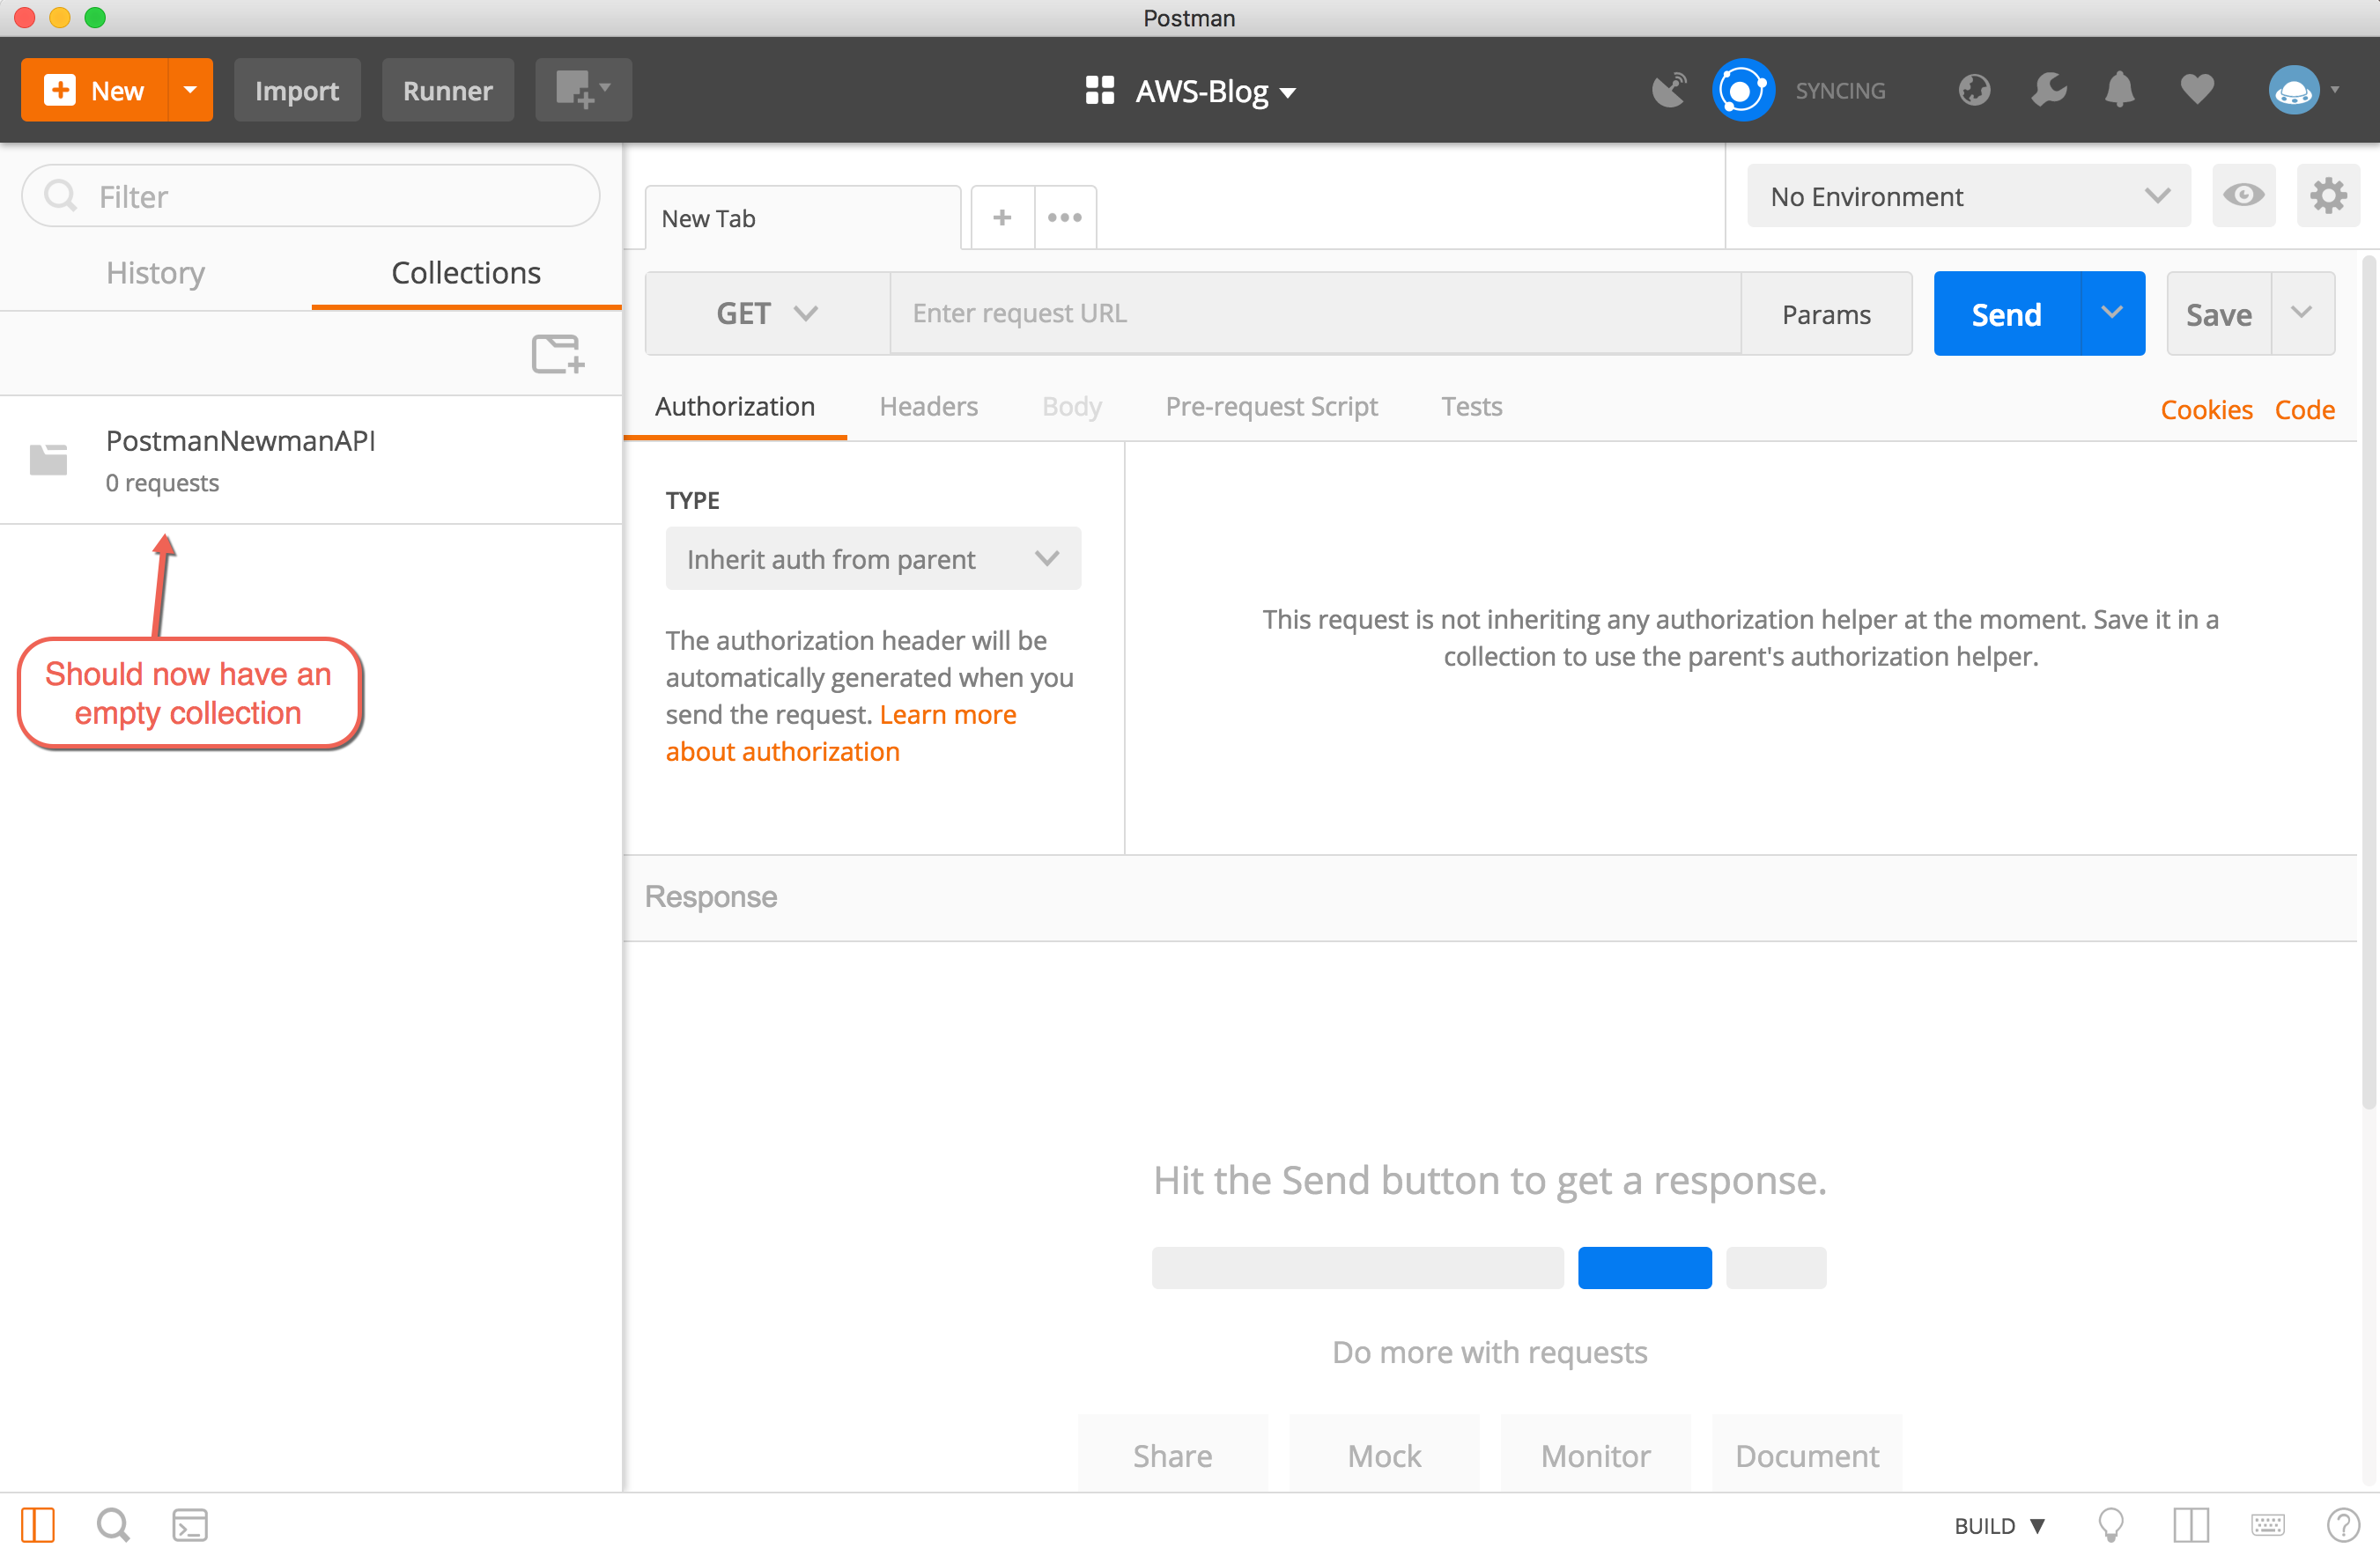 Postman
New
Import
Runner
AWS-Blog
SYNCING
Filter
History
Collections
PostmanNewmanAPI
0 requests
Should now have an
empty collection
New Tab
No Environment
GET
Enter request URL
Params
Send
Save
Authorization
Headers
Body
Pre-request Script
Tests
Cookies
Code
TYPE
Inherit auth from parent
The authorization header will be
automatically generated when you
send the request. Learn more
about authorization
This request is not inheriting any authorization helper at the moment. Save it in a
collection to use the parent's authorization helper.
Response
Hit the Send button to get a response.
Do more with requests
Share
Mock
Monitor
Document
BUILD